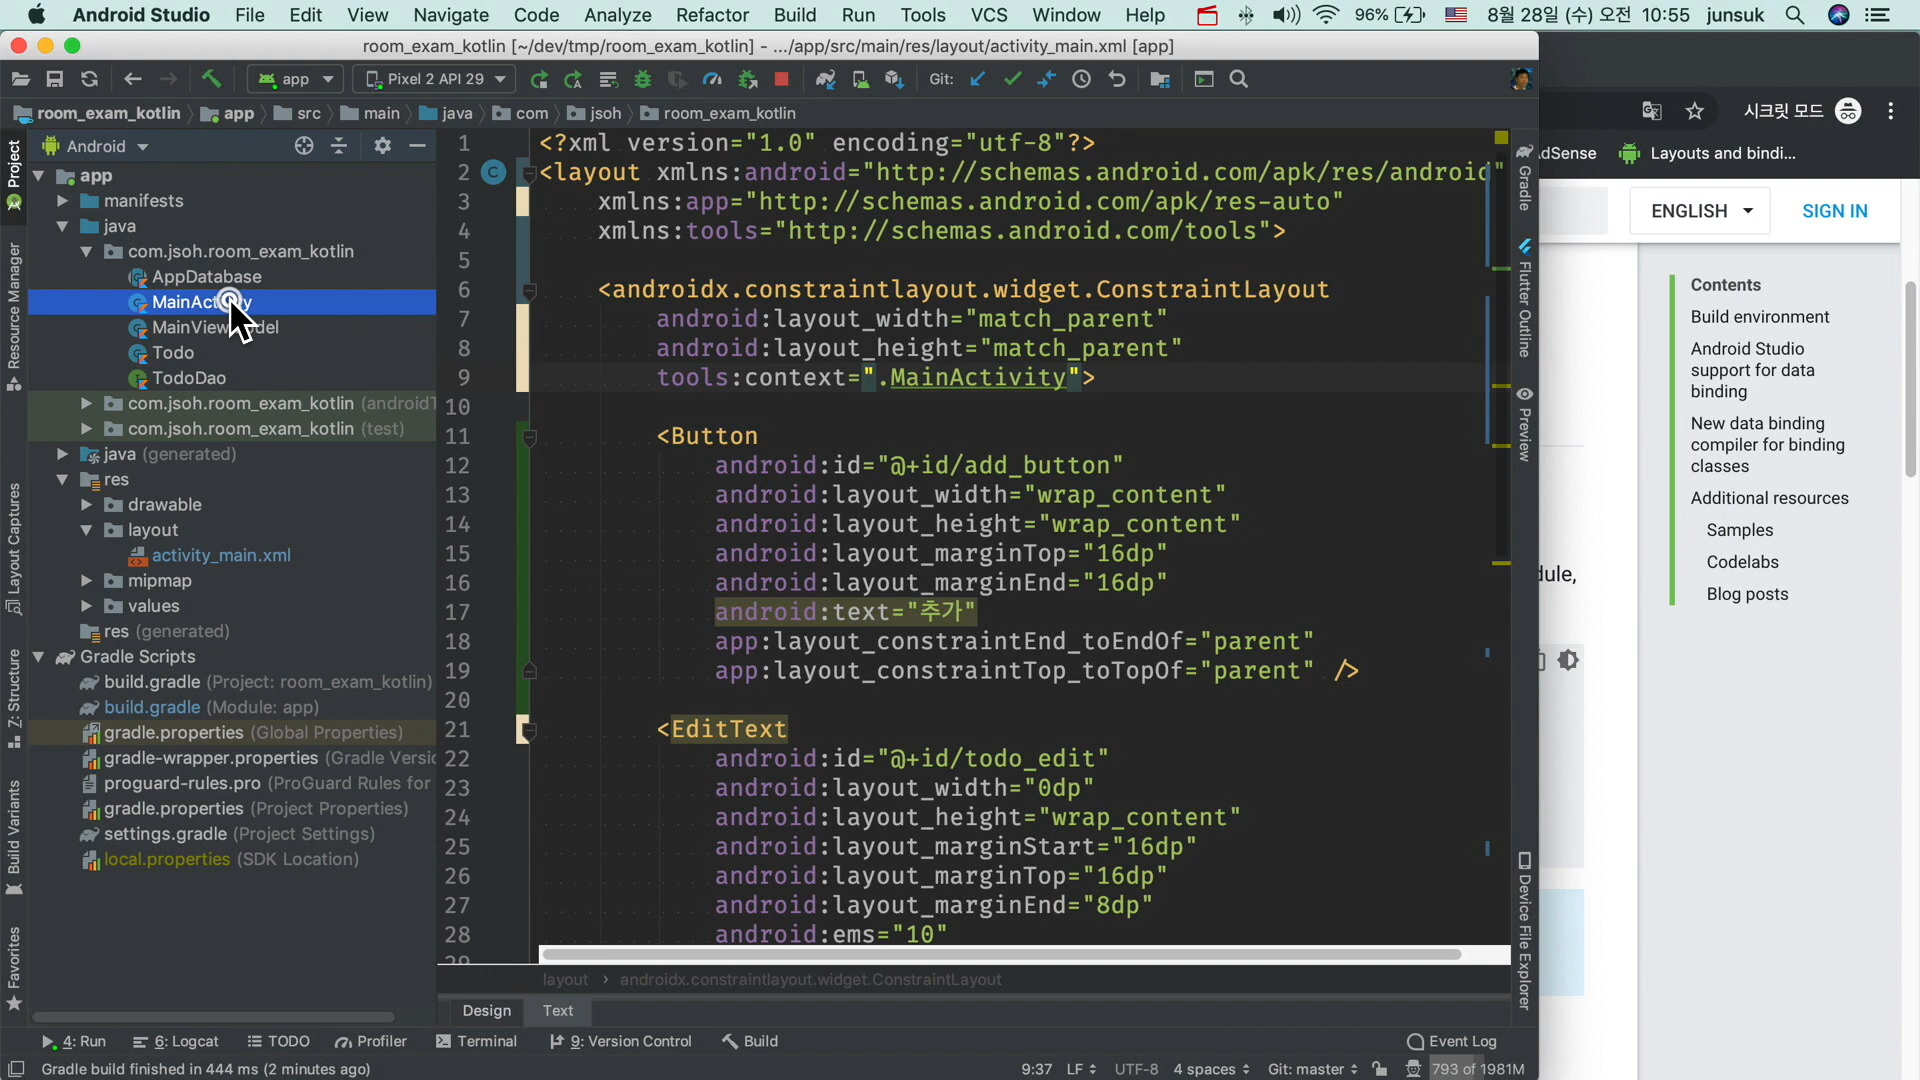 Android Studio File Edit View Navigate Code Analyze Refactor Build Run Tools VCS Window Help 96% 8월 28일 (수) 오전 10:55 junsuk
room_exam_kotlin [~/dev/tmp/room_exam_kotlin] - .../app/src/main/res/layout/activity_main.xml [app]
app Pixel 2 API 29 Git:
room_exam_kotlin app src main java com jsoh room_exam_kotlin
시크릿 모드
Layouts and bindi...
ENGLISH SIGN IN
Project
Resource Manager
Layout Captures
Z: Structure
Build Variants
Favorites
Android
app
manifests
java
com.jsoh.room_exam_kotlin
AppDatabase
MainActivity
Todo
TodoDao
com.jsoh.room_exam_kotlin
com.jsoh.room_exam_kotlin (test)
java (generated)
res
drawable
layout
activity_main.xml
mipmap
values
res (generated)
Gradle Scripts
build.gradle (Project: room_exam_kotlin)
build.gradle (Module: app)
gradle.properties (Global Properties)
gradle-wrapper.properties (Gradle
proguard-rules.pro (ProGuard Rules for
gradle.properties (Project Properties)
settings.gradle (Project Settings)
local.properties (SDK Location)
1 <?xml version="1.0" encoding="utf-8"?>
2 <layout xmlns:android="http://schemas.android.com/apk/res/android"
3 xmlns:app="http://schemas.android.com/apk/res-auto"
4 xmlns:tools="http://schemas.android.com/tools">
5
6 <androidx.constraintlayout.widget.ConstraintLayout
7 android:layout_width="match_parent"
8 android:layout_height="match_parent"
9 tools:context=".MainActivity">
10
11 <Button
12 android:id="@+id/add_button"
13 android:layout_width="wrap_content"
14 android:layout_height="wrap_content"
15 android:layout_marginTop="16dp"
16 android:layout_marginEnd="16dp"
17 android:text="추가"
18 app:layout_constraintEnd_toEndOf="parent"
19 app:layout_constraintTop_toTopOf="parent" />
20
21 <EditText
22 android:id="@+id/todo_edit"
23 android:layout_width="0dp"
24 android:layout_height="wrap_content"
25 android:layout_marginStart="16dp"
26 android:layout_marginTop="16dp"
27 android:layout_marginEnd="8dp"
28 android:ems="10"
layout › androidx.constraintlayout.widget.ConstraintLayout
Design Text
Gradle
Flutter Outline
Preview
Device File Explorer
Contents
Build environment
Android Studio
support for data
binding
New data binding
compiler for binding
classes
Additional resources
Samples
Codelabs
Blog posts
4: Run 6: Logcat TODO Profiler Terminal 9: Version Control Build Event Log
Gradle build finished in 444 ms (2 minutes ago) 9:37 LF UTF-8 4 spaces Git: master 793 of 1981M